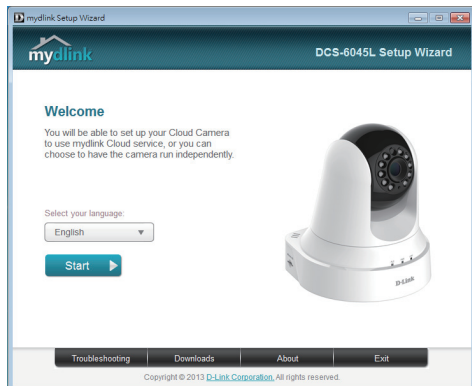 mydlink Setup Wizard
mydlink
DCS-6045L Setup Wizard
Welcome
You will be able to set up your Cloud Camera
to use mydlink Cloud service, or you can
choose to have the camera run independently.
Select your language:
English
Start
D-Link
Troubleshooting Downloads About Exit
Copyright © 2013 D-Link Corporation. All rights reserved.